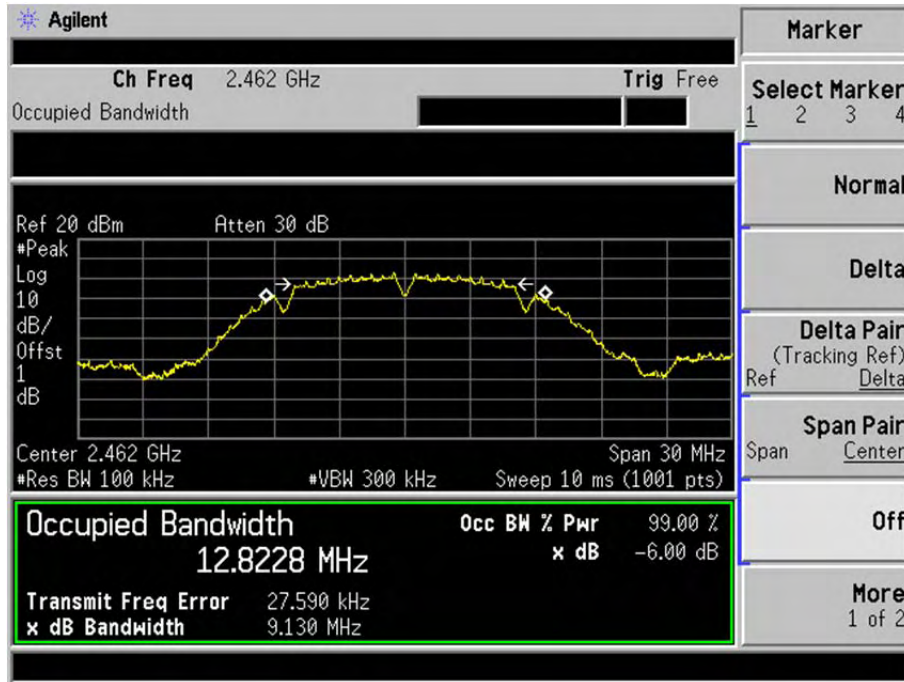 Agilent
Ch Freq 2.462 GHz Trig Free
Occupied Bandwidth
Ref 20 dBm Atten 30 dB
#Peak
Log
10
dB/
Offst
1
dB
Center 2.462 GHz Span 30 MHz
#Res BW 100 kHz #VBW 300 kHz Sweep 10 ms (1001 pts)
Occupied Bandwidth Occ BW % Pwr 99.00 %
12.8228 MHz x dB -6.00 dB
Transmit Freq Error 27.590 kHz
x dB Bandwidth 9.130 MHz
Marker
Select Marker
1 2 3 4
Normal
Delta
Delta Pair
(Tracking Ref)
Ref Delta
Span Pair
Span Center
Off
More
1 of 2